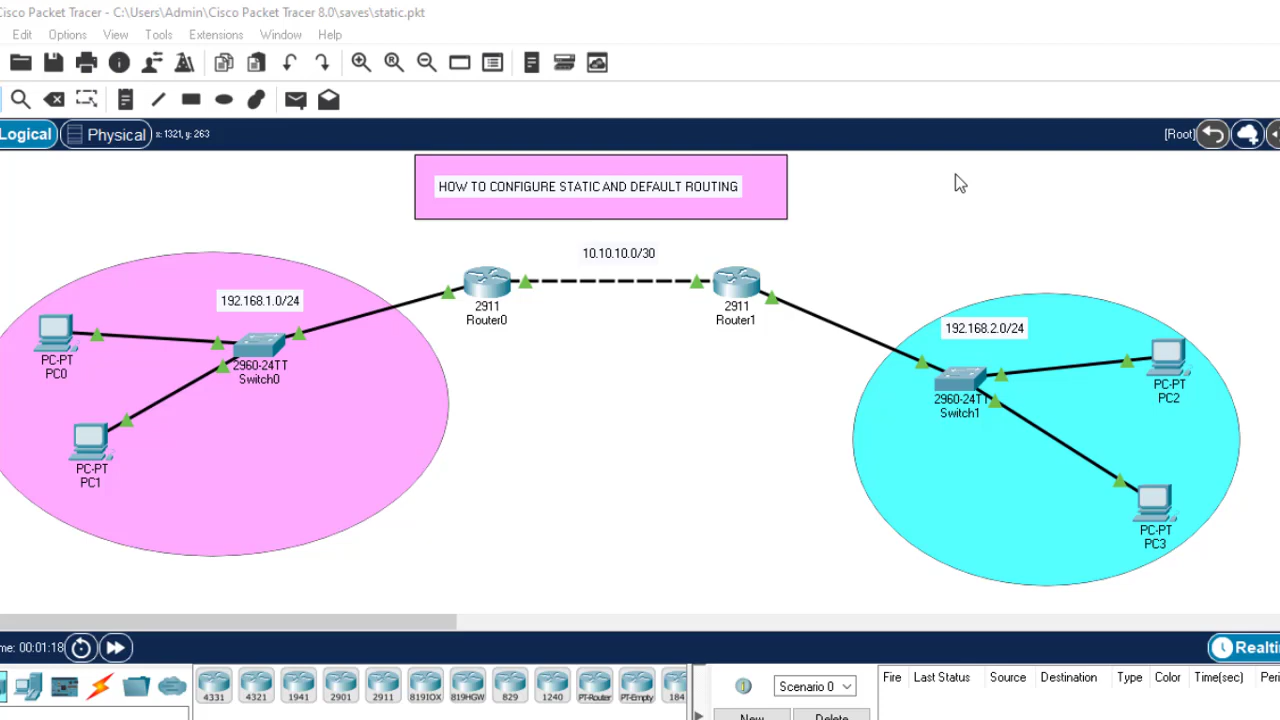 Cisco Packet Tracer - C:\Users\Admin\Cisco Packet Tracer 8.0\saves\static.pkt
Edit Options View Tools Extensions Window Help
Logical Physical x: 1321, y: 263 [Root]
HOW TO CONFIGURE STATIC AND DEFAULT ROUTING
10.10.10.0/30
192.168.1.0/24
2911
Router0
2911
Router1
192.168.2.0/24
PC-PT
PC0
2960-24TT
Switch0
PC-PT
PC1
2960-24TT
Switch1
PC-PT
PC2
PC-PT
PC3
me: 00:01:18
Realti
4331 4321 1941 2901 2911 819IOX 819HGW 829 1240 PT-Router PT-Empty 184
Scenario 0
New Delete
Fire Last Status Source Destination Type Color Time(sec) Peri